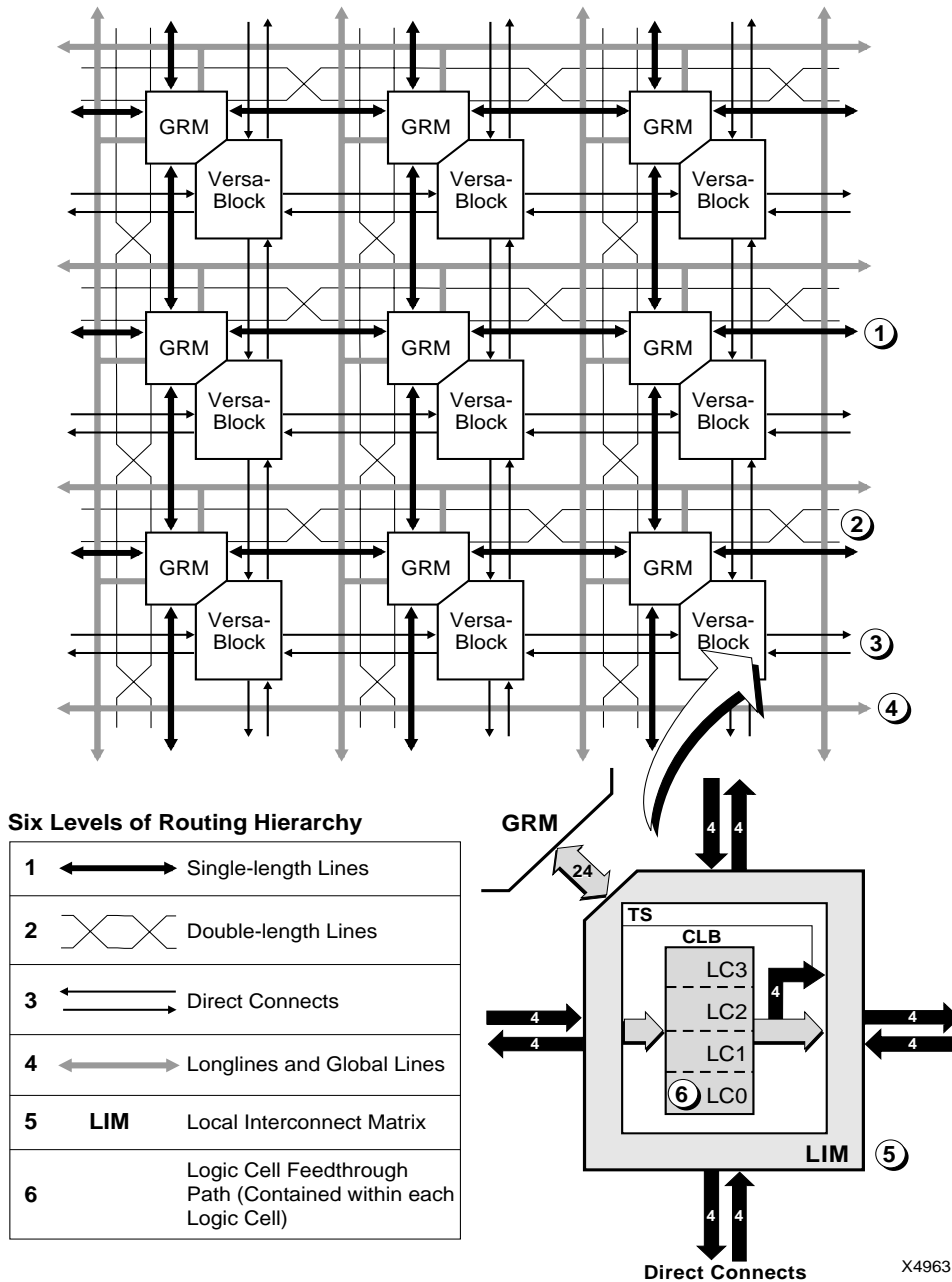 GRM GRM GRM
Versa- Versa- Versa-
Block Block Block
GRM GRM GRM
1
Versa- Versa- Versa-
Block Block Block
2
GRM GRM GRM
Versa- Versa- Versa-
Block Block Block
3
4
Six Levels of Routing Hierarchy
1 Single-length Lines
2 Double-length Lines
3 Direct Connects
4 Longlines and Global Lines
5 LIM Local Interconnect Matrix
6 Logic Cell Feedthrough
Path (Contained within each
Logic Cell)
GRM
24
4 4
TS
CLB
LC3
4
LC2
4 4
4 4
LC1
6 LC0
LIM 5
4 4
Direct Connects
X4963